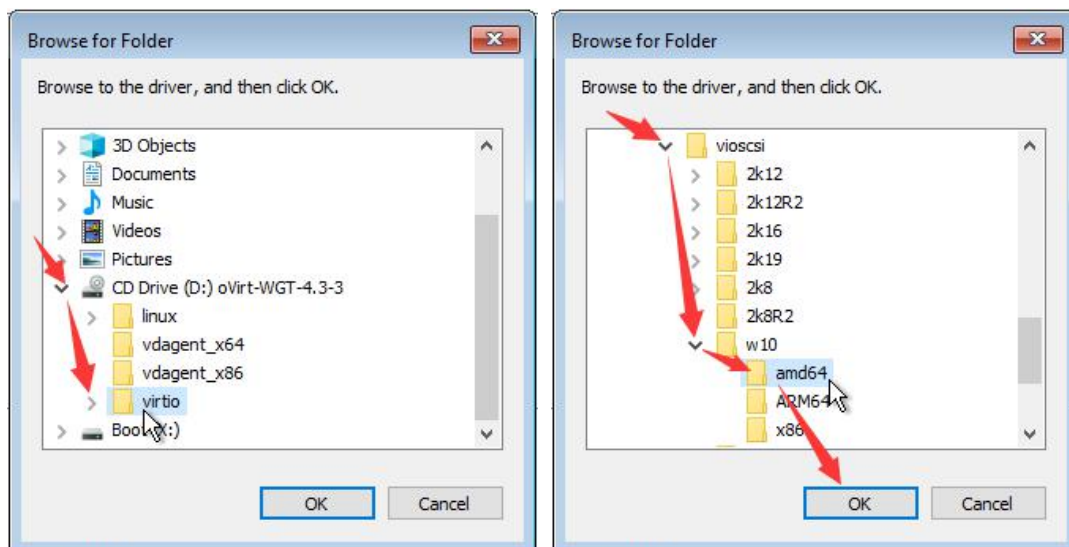 Browse for Folder
Browse to the driver, and then click OK.
3D Objects
Documents
Music
Videos
Pictures
CD Drive (D:) oVirt-WGT-4.3-3
linux
vdagent_x64
vdagent_x86
virtio
OK
Cancel
Browse for Folder
Browse to the driver, and then click OK.
vioscsi
2k12
2k12R2
2k16
2k19
2k8
2k8R2
w10
amd64
ARM64
x86
OK
Cancel